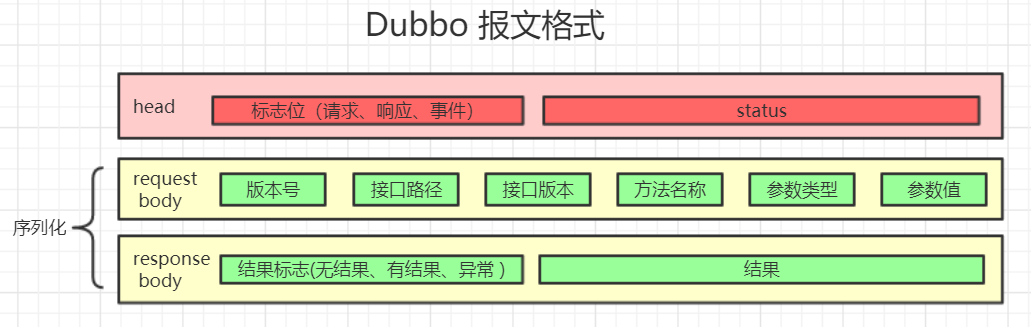 Dubbo 报文格式
head
标志位（请求、响应、事件）
status
序列化
request
body
版本号
接口路径
接口版本
方法名称
参数类型
参数值
response
body
结果标志(无结果、有结果、异常 )
结果